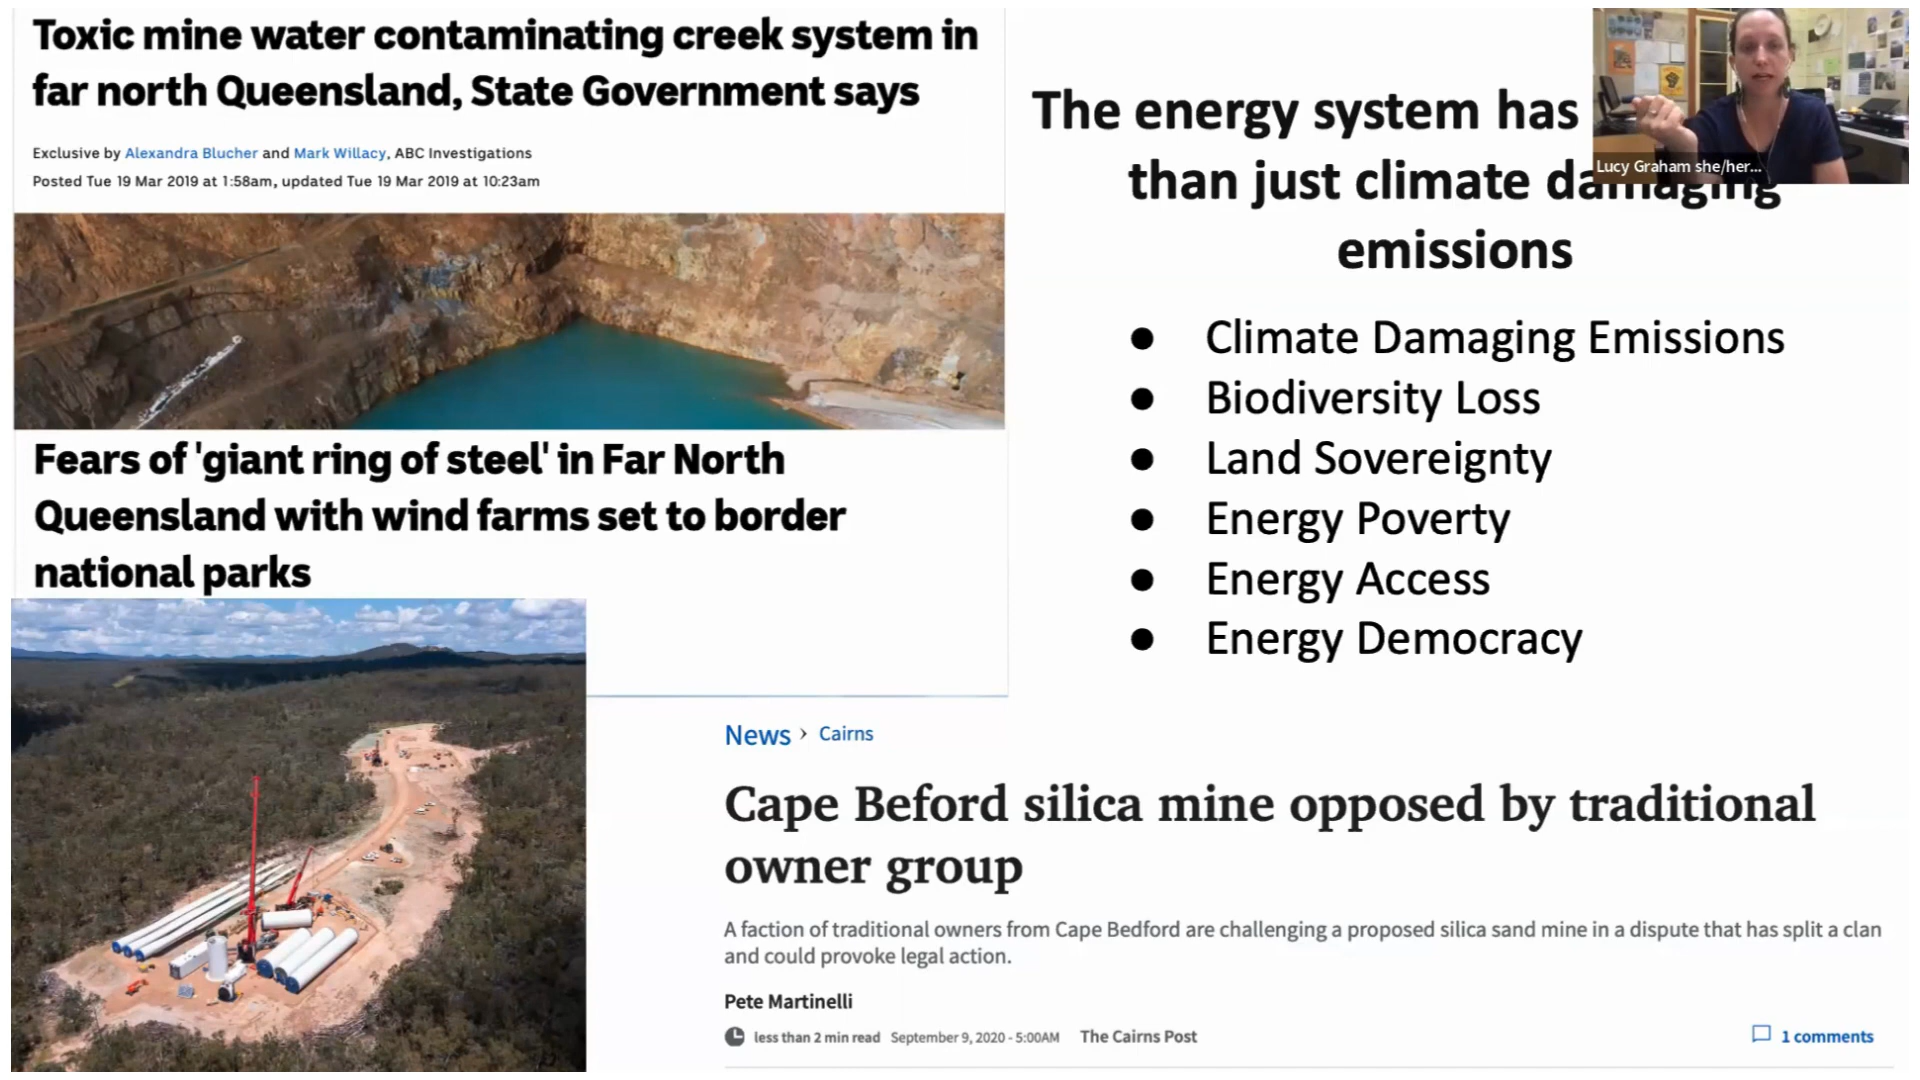 Toxic mine water contaminating creek system in
far north Queensland, State Government says
Exclusive by Alexandra Blucher and Mark Willacy, ABC Investigations
Posted Tue 19 Mar 2019 at 1:58am, updated Tue 19 Mar 2019 at 10:23am
Fears of 'giant ring of steel' in Far North
Queensland with wind farms set to border
national parks
The energy system has
than just climate damaging
emissions
Lucy Graham she/her...
● Climate Damaging Emissions
● Biodiversity Loss
● Land Sovereignty
● Energy Poverty
● Energy Access
● Energy Democracy
News › Cairns
Cape Beford silica mine opposed by traditional
owner group
A faction of traditional owners from Cape Bedford are challenging a proposed silica sand mine in a dispute that has split a clan
and could provoke legal action.
Pete Martinelli
less than 2 min read September 9, 2020 - 5:00AM The Cairns Post
1 comments